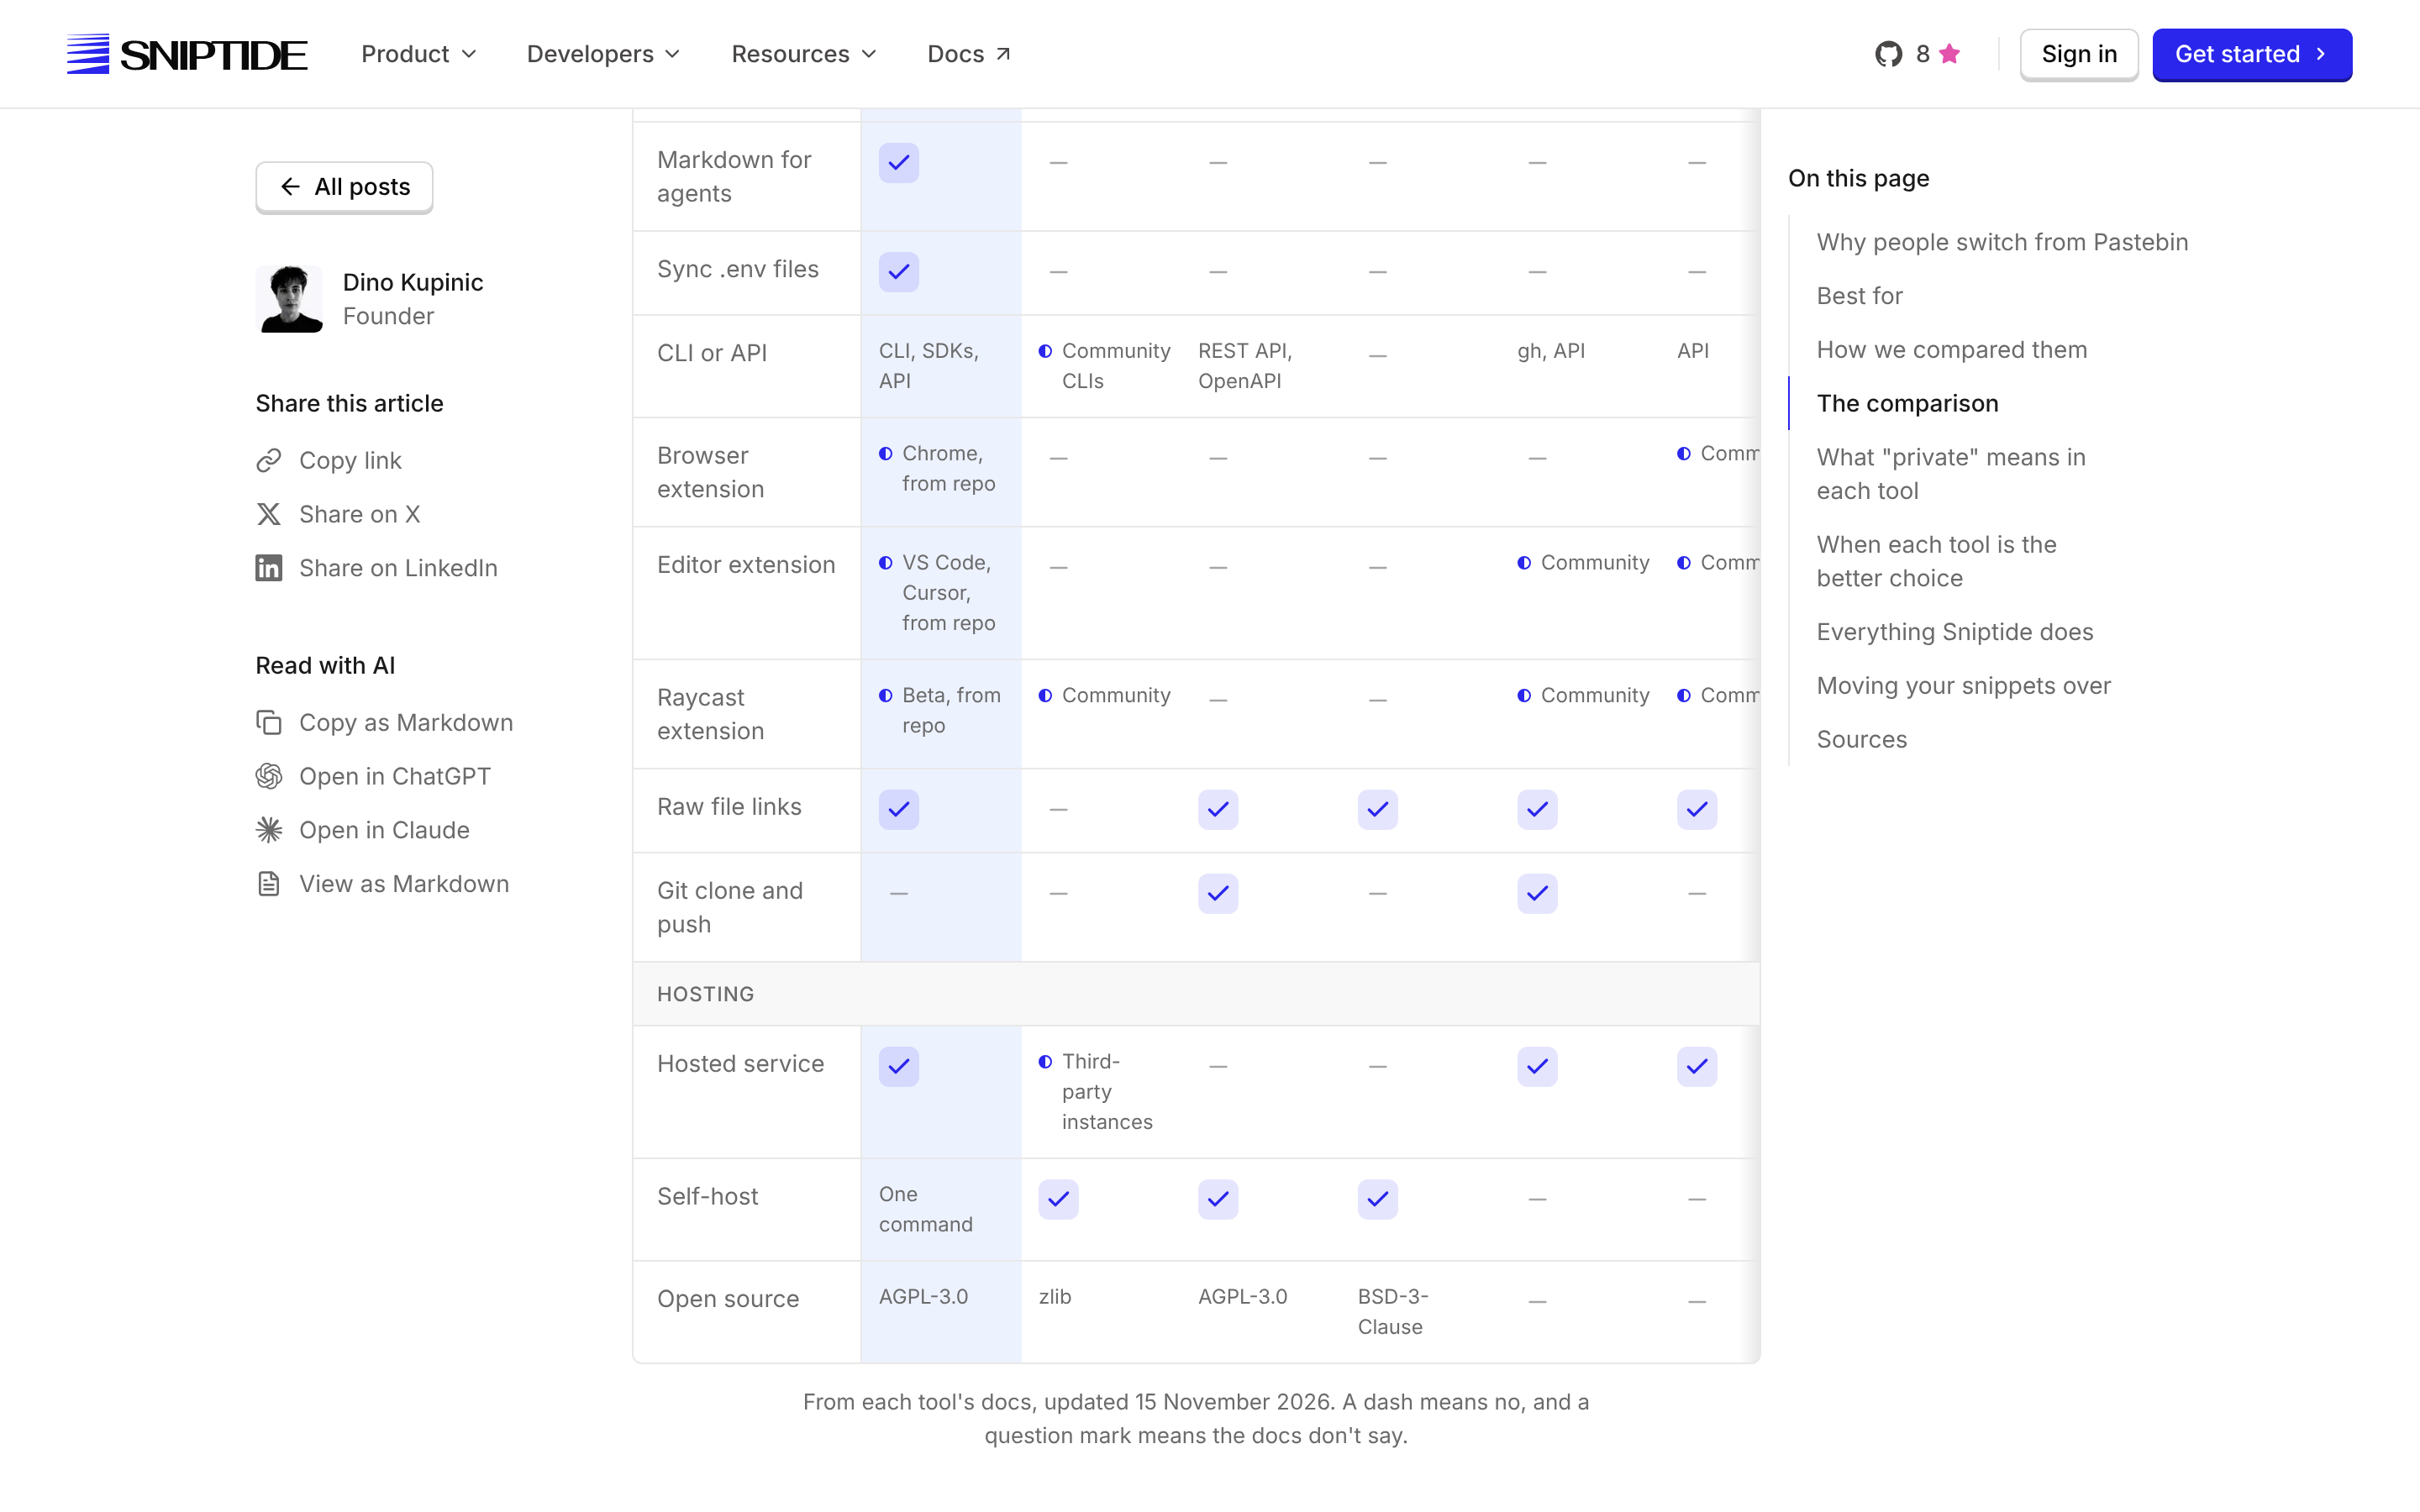 SNIPTIDE
Product
Developers
Resources
Docs
8
Sign in
Get started
All posts
Dino Kupinic
Founder
Share this article
Copy link
Share on X
Share on LinkedIn
Read with AI
Copy as Markdown
Open in ChatGPT
Open in Claude
View as Markdown
Markdown for
agents
— — — — —
Sync .env files
— — — — —
CLI or API
CLI, SDKs,
API
Community
CLIs
REST API,
OpenAPI
—
gh, API
API
Browser
extension
Chrome,
from repo
— — — —
Comm
Editor extension
VS Code,
Cursor,
from repo
— — —
Community
Comm
Raycast
extension
Beta, from
repo
Community
— —
Community
Comm
Raw file links
—
Git clone and
push
— — — —
HOSTING
Hosted service
Third-
party
instances
— —
Self-host
One
command
— —
Open source
AGPL-3.0
zlib
AGPL-3.0
BSD-3-
Clause
— —
From each tool's docs, updated 15 November 2026. A dash means no, and a
question mark means the docs don't say.
On this page
Why people switch from Pastebin
Best for
How we compared them
The comparison
What "private" means in
each tool
When each tool is the
better choice
Everything Sniptide does
Moving your snippets over
Sources